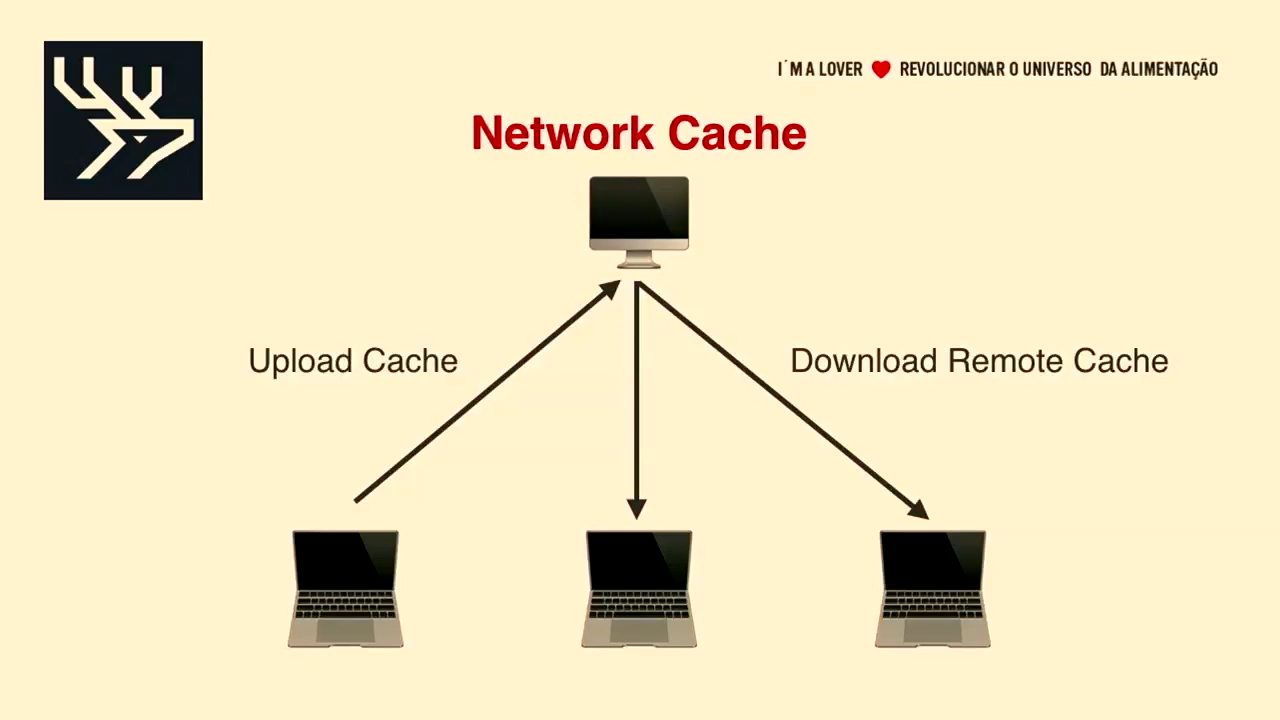 I´M A LOVER ❤ REVOLUCIONAR O UNIVERSO DA ALIMENTAÇÃO
Network Cache
Upload Cache
Download Remote Cache